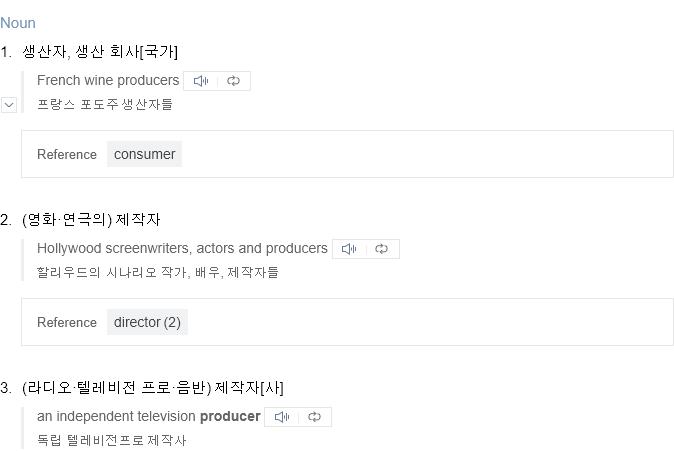 Noun
1. 생산자, 생산 회사[국가]
French wine producers
프랑스 포도주 생산자들
Reference consumer
2. (영화·연극의) 제작자
Hollywood screenwriters, actors and producers
할리우드의 시나리오 작가, 배우, 제작자들
Reference director (2)
3. (라디오·텔레비전 프로·음반) 제작자[사]
an independent television producer
독립 텔레비전프로 제작사